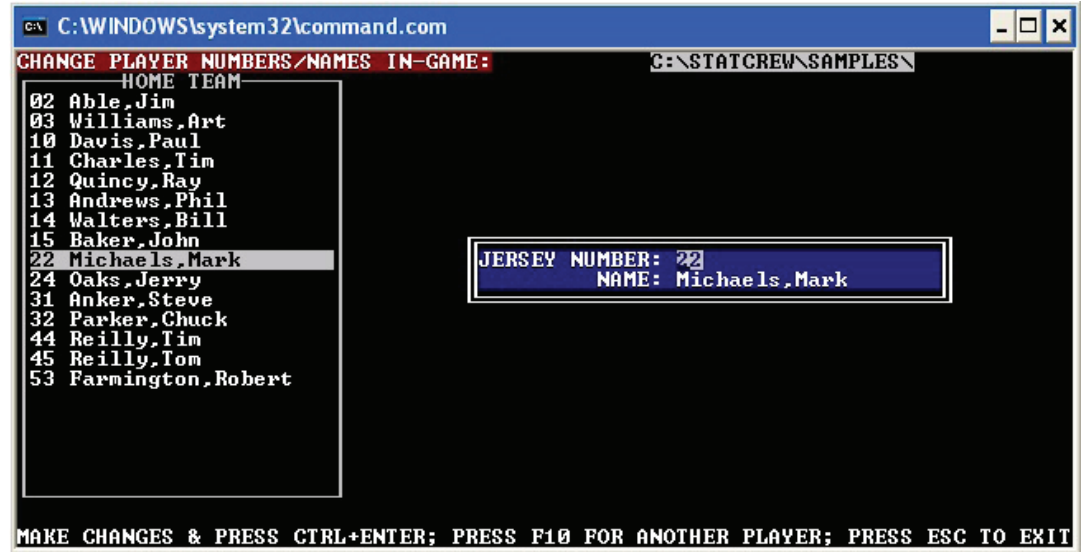 C:\WINDOWS\system32\command.com
CHANGE PLAYER NUMBERS/NAMES IN-GAME: C:\STATCREW\SAMPLES\
HOME TEAM
02 Able,Jim
03 Williams,Art
10 Davis,Paul
11 Charles,Tim
12 Quincy,Ray
13 Andrews,Phil
14 Walters,Bill
15 Baker,John
22 Michaels,Mark
24 Oaks,Jerry
31 Anker,Steve
32 Parker,Chuck
44 Reilly,Tim
45 Reilly,Tom
53 Farmington,Robert
JERSEY NUMBER: 22
NAME: Michaels,Mark
MAKE CHANGES & PRESS CTRL+ENTER; PRESS F10 FOR ANOTHER PLAYER; PRESS ESC TO EXIT